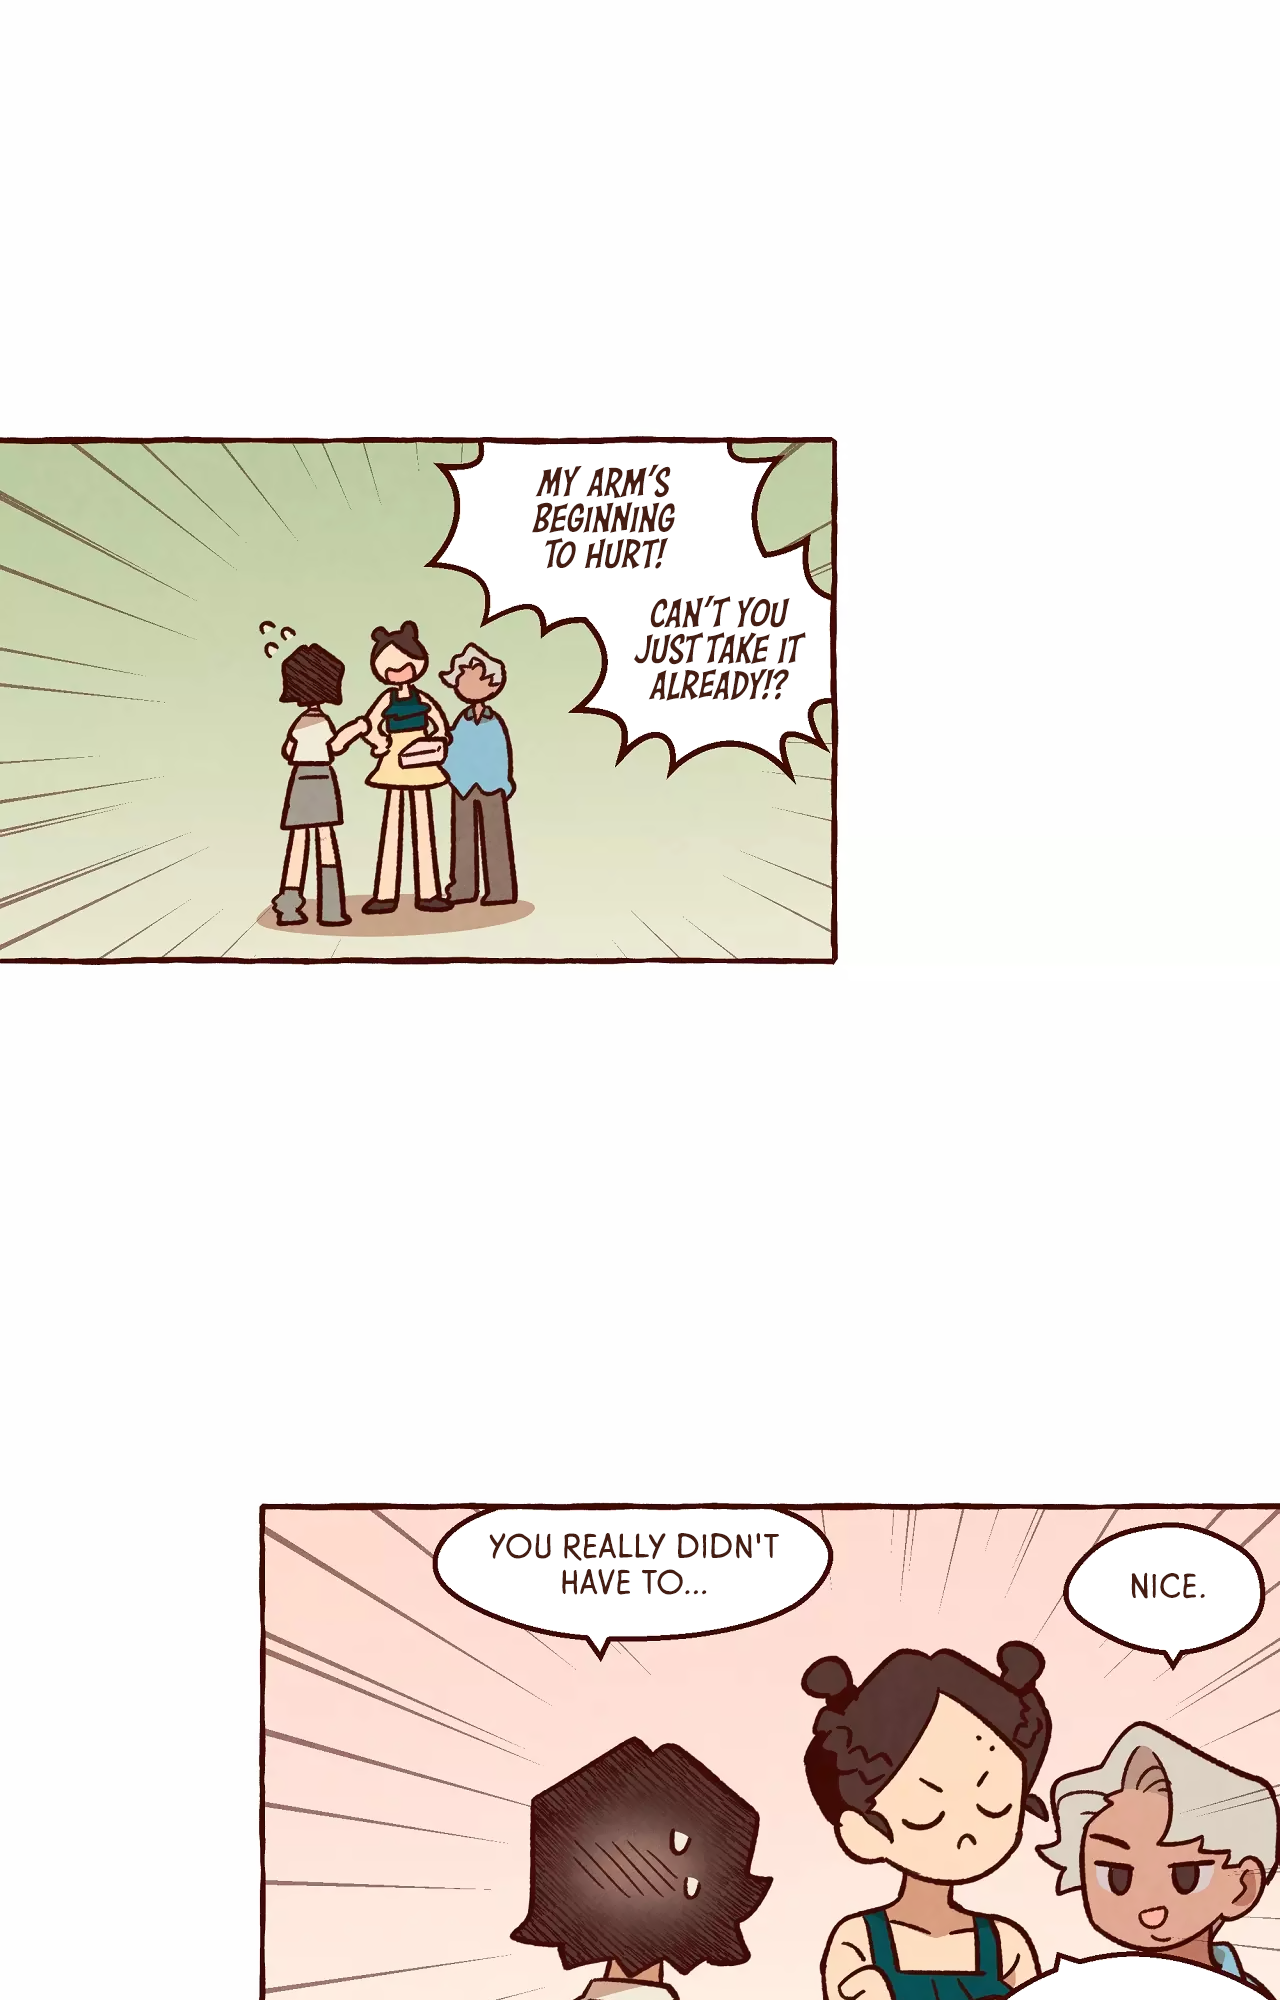 MY ARM'S
BEGINNING
TO HURT!
CAN'T YOU
JUST TAKE IT
ALREADY!?
YOU REALLY DIDN'T
HAVE TO...
NICE.